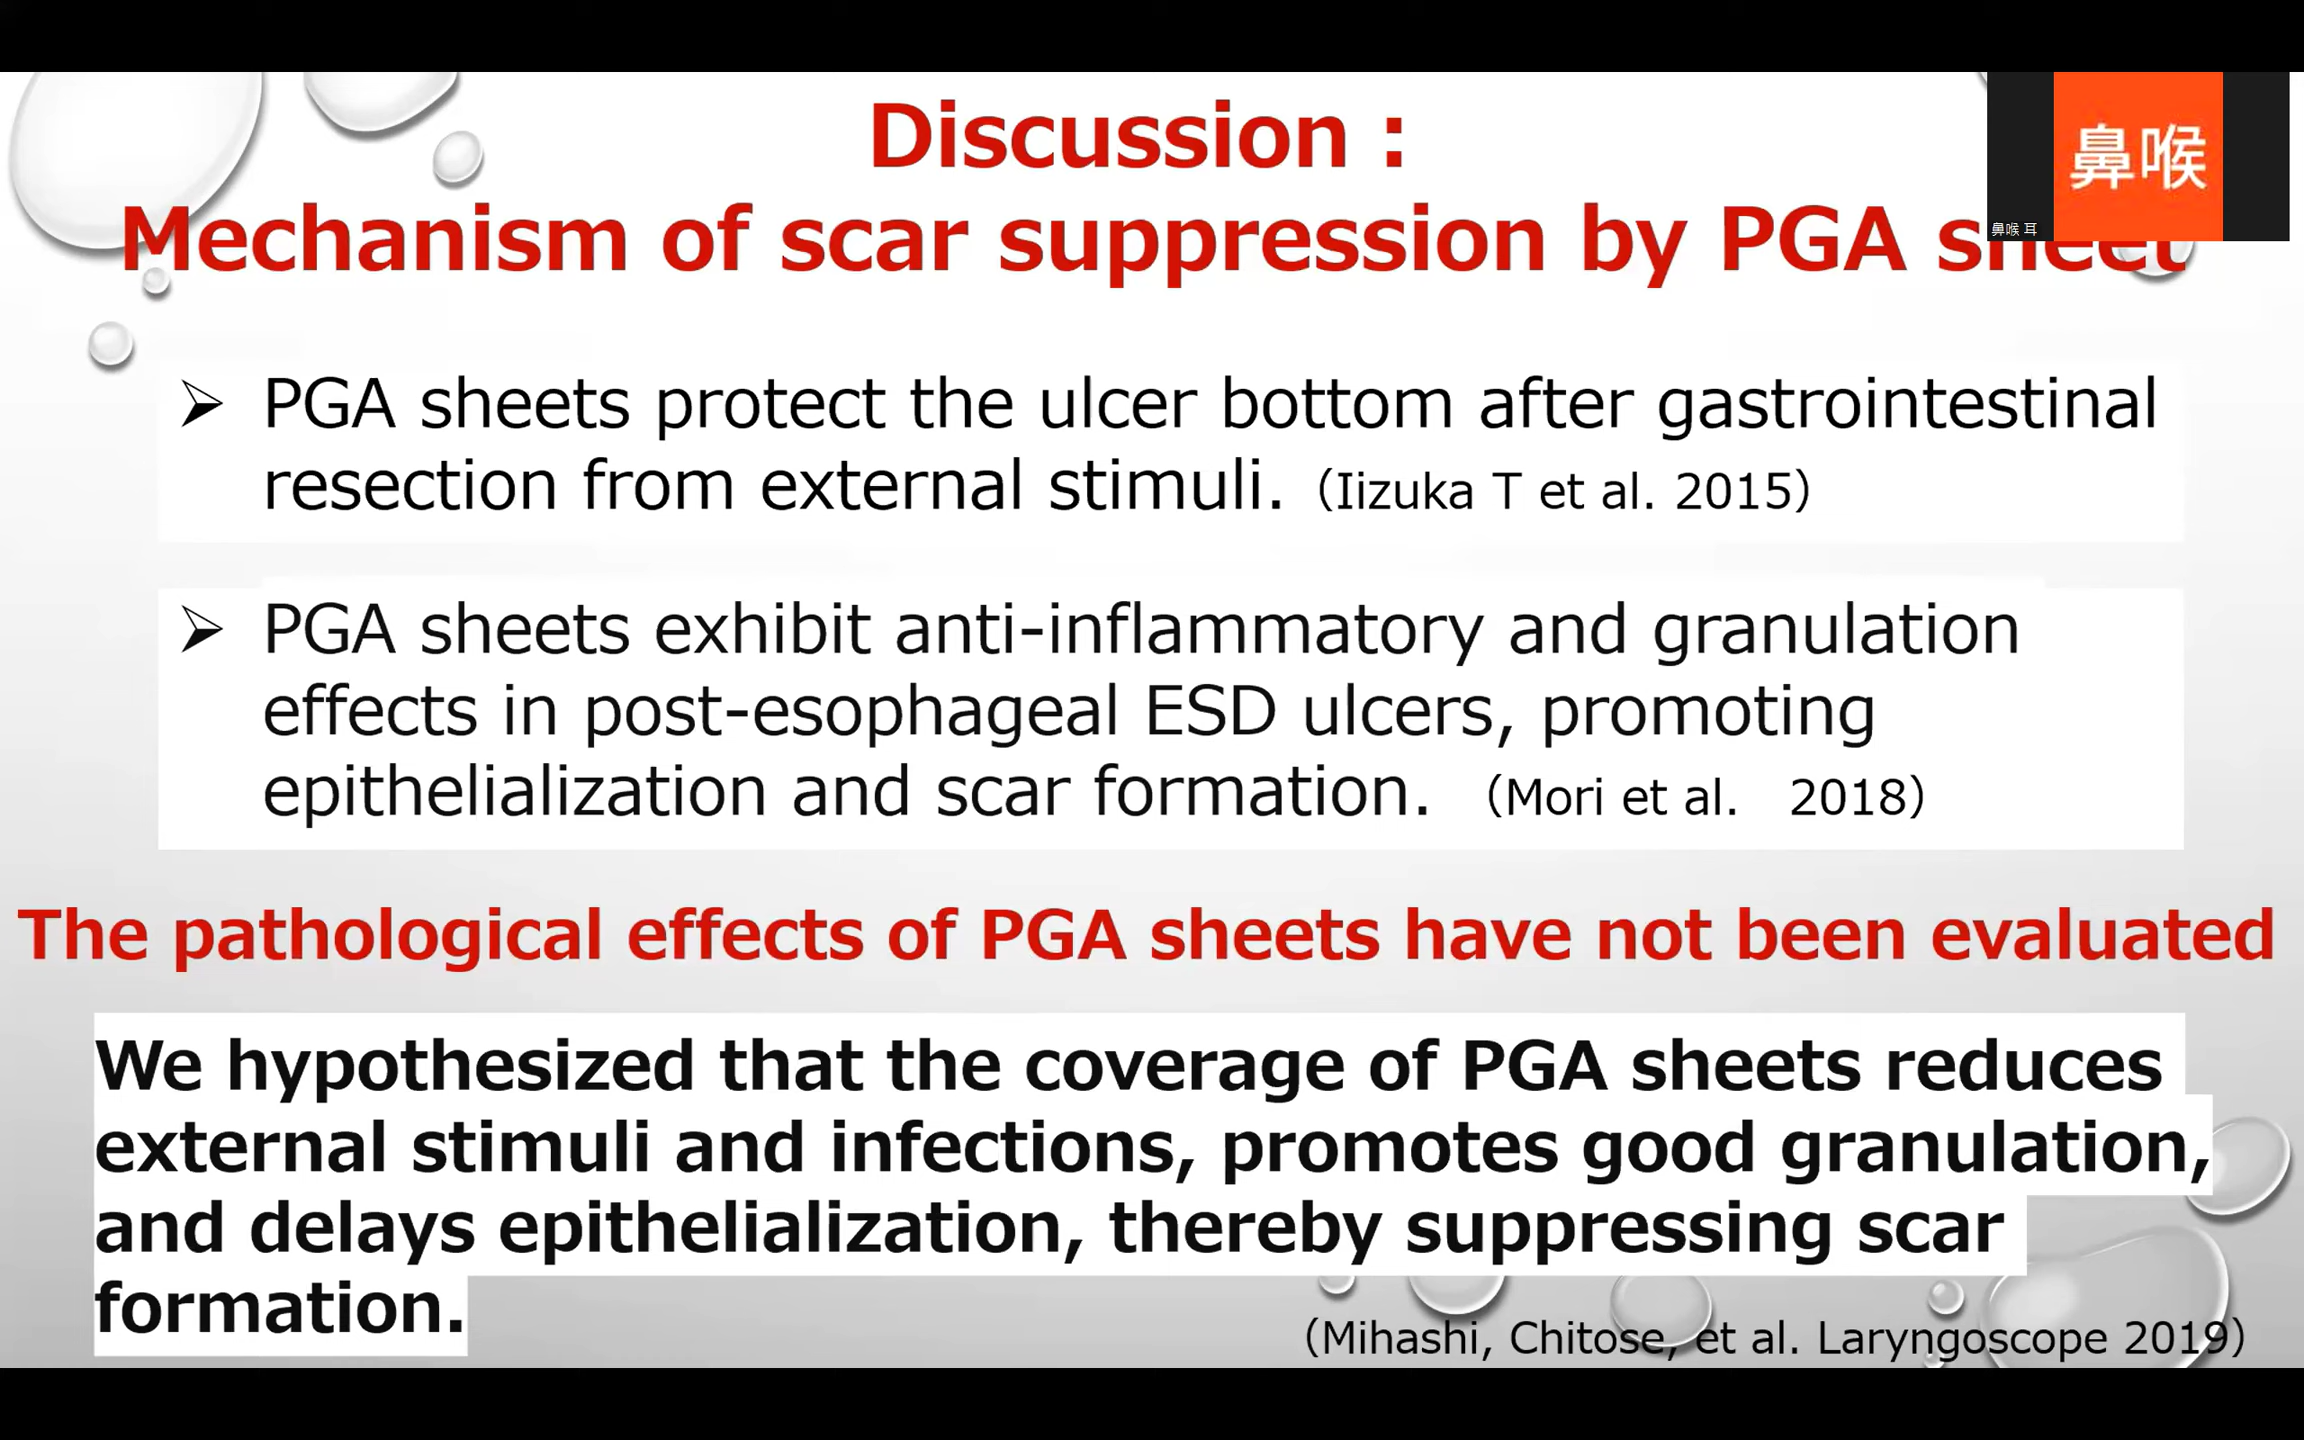 Discussion :
鼻喉
Mechanism of scar suppression by PGA sheet
鼻喉 耳
➢ PGA sheets protect the ulcer bottom after gastrointestinal
resection from external stimuli. (Iizuka T et al. 2015)
➢ PGA sheets exhibit anti-inflammatory and granulation
effects in post-esophageal ESD ulcers, promoting
epithelialization and scar formation. (Mori et al. 2018)
The pathological effects of PGA sheets have not been evaluated
We hypothesized that the coverage of PGA sheets reduces
external stimuli and infections, promotes good granulation,
and delays epithelialization, thereby suppressing scar
formation.
(Mihashi, Chitose, et al. Laryngoscope 2019)